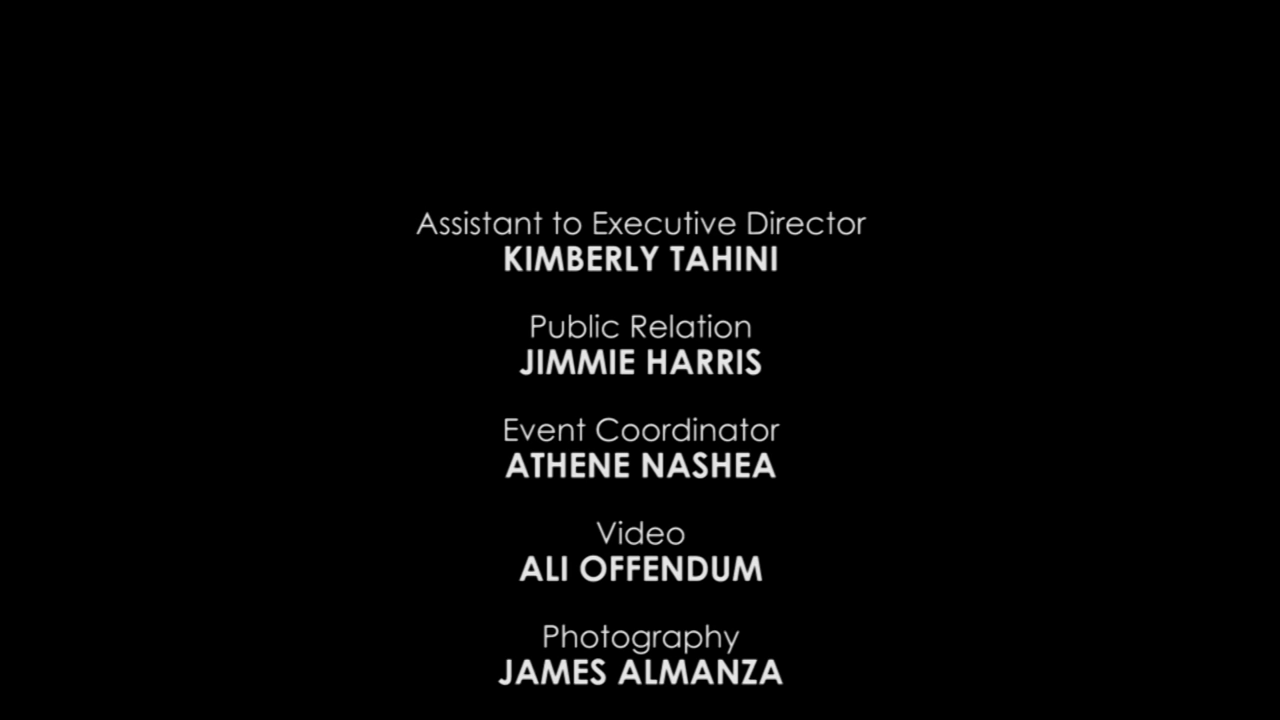 Assistant to Executive Director
KIMBERLY TAHINI
Public Relation
JIMMIE HARRIS
Event Coordinator
ATHENE NASHEA
Video
ALI OFFENDUM
Photography
JAMES ALMANZA